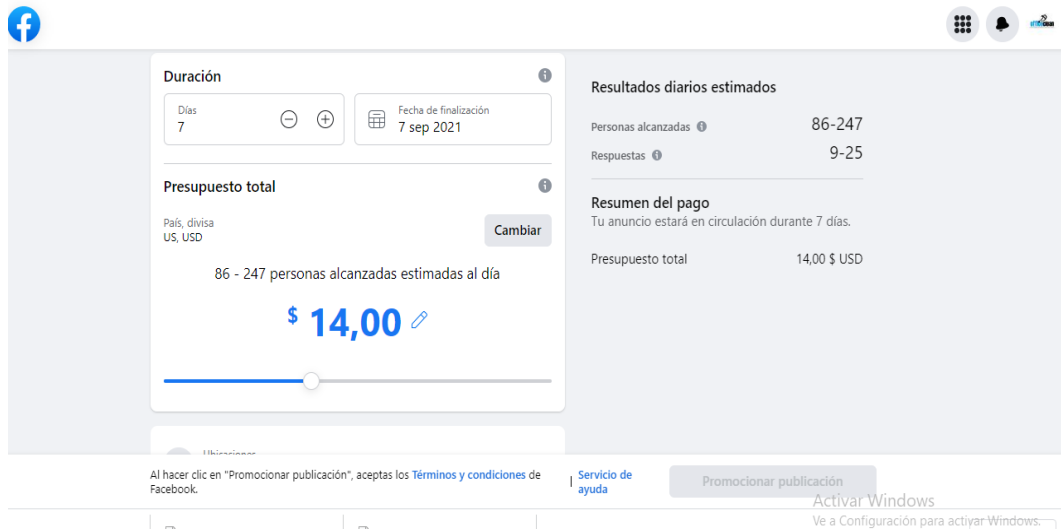 Duración
Días
7
Fecha de finalización
7 sep 2021
Presupuesto total
País, divisa
US, USD
Cambiar
86 - 247 personas alcanzadas estimadas al día
$ 14,00
Resultados diarios estimados
Personas alcanzadas
86-247
Respuestas
9-25
Resumen del pago
Tu anuncio estará en circulación durante 7 días.
Presupuesto total
14,00 $ USD
Ubicaciones
Al hacer clic en "Promocionar publicación", aceptas los Términos y condiciones de
Facebook.
| Servicio de
ayuda
Promocionar publicación
Activar Windows
Ve a Configuración para activar Windows.